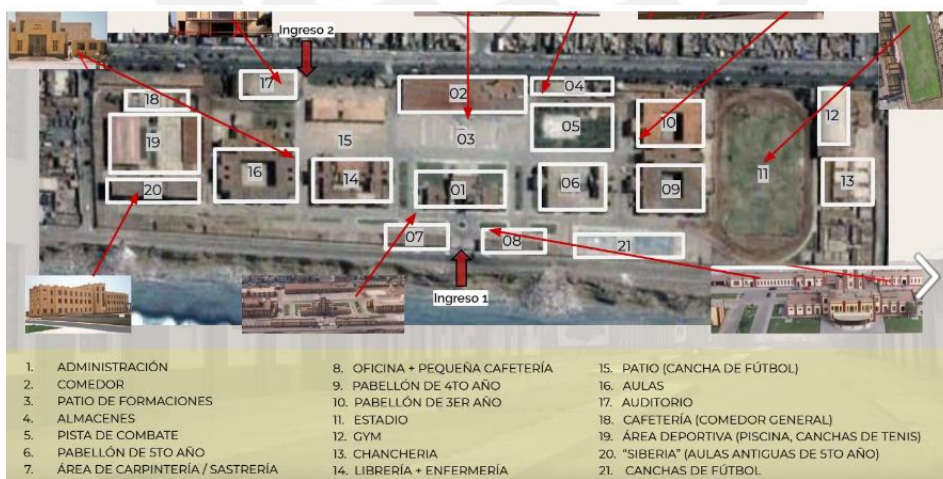 Ingreso 2
17
02
04
18
12
10
05
19
15
03
16
14
11
01
06
09
13
20
07
08
21
Ingreso 1
1. ADMINISTRACIÓN
2. COMEDOR
3. PATIO DE FORMACIONES
4. ALMACENES
5. PISTA DE COMBATE
6. PABELLÓN DE 5TO AÑO
7. ÁREA DE CARPINTERÍA / SASTRERÍA
8. OFICINA + PEQUEÑA CAFETERÍA
9. PABELLÓN DE 4TO AÑO
10. PABELLÓN DE 3ER AÑO
11. ESTADIO
12. GYM
13. CHANCHERIA
14. LIBRERÍA + ENFERMERÍA
15. PATIO (CANCHA DE FÚTBOL)
16. AULAS
17. AUDITORIO
18. CAFETERÍA (COMEDOR GENERAL)
19. ÁREA DEPORTIVA (PISCINA, CANCHAS DE TENIS)
20. “SIBERIA” (AULAS ANTIGUAS DE 5TO AÑO)
21. CANCHAS DE FÚTBOL